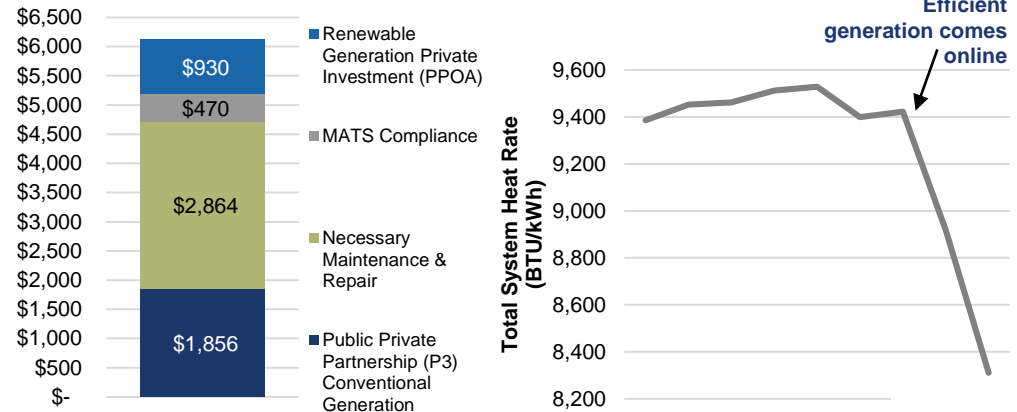 $6,500
$6,000
$5,500
$5,000
$4,500
$4,000
$3,500
$3,000
$2,500
$2,000
$1,500
$1,000
$500
$-
$930
$470
$2,864
$1,856
Renewable
Generation Private
Investment (PPOA)
MATS Compliance
Necessary
Maintenance &
Repair
Public Private
Partnership (P3)
Conventional
Generation
Total System Heat Rate
(BTU/kWh)
9,600
9,400
9,200
9,000
8,800
8,600
8,400
8,200
Efficient
generation comes
online